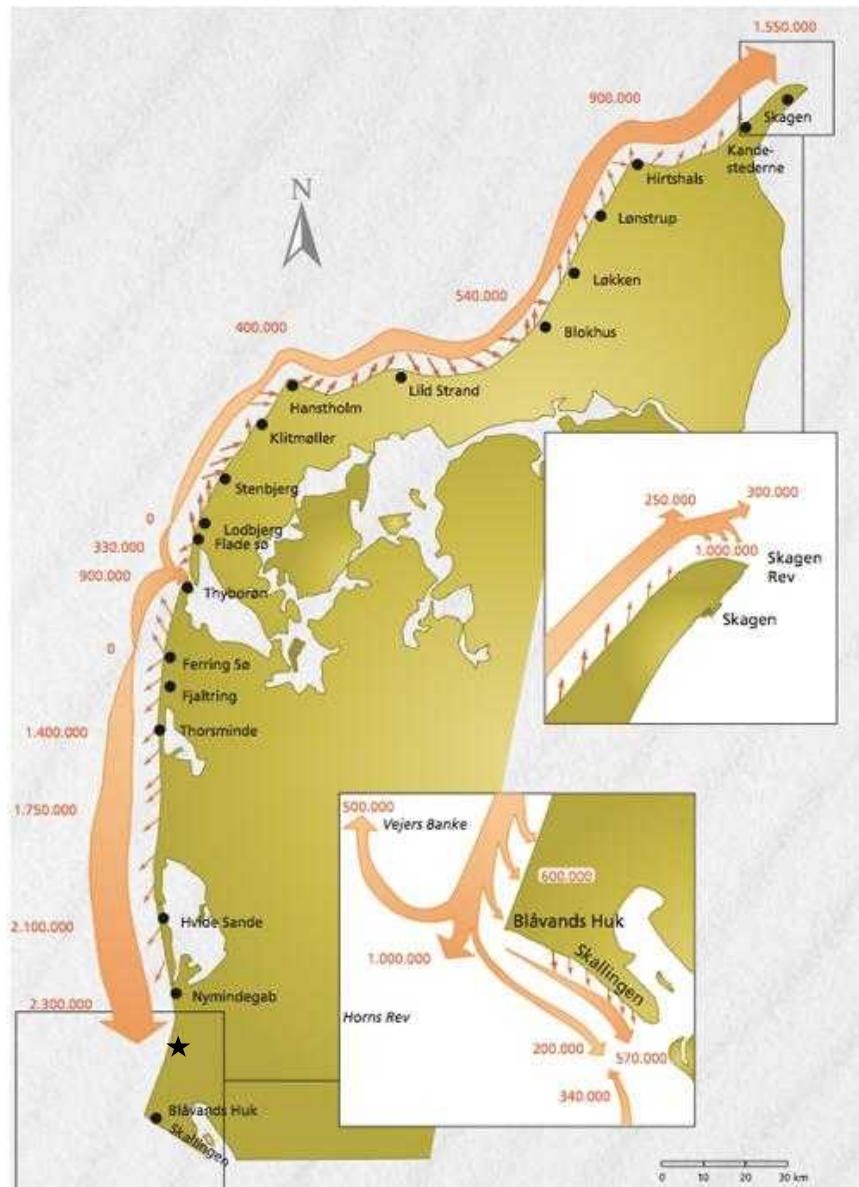 1.550.000
900.000
Skagen
Kande-
stederne
Hirtshals
N
Lønstrup
Løkken
540.000
Blokhus
400.000
Lild Strand
Hanstholm
Klitmøller
Stenbjerg
0
Lodbjerg
Flade sø
330.000
900.000
Thyborøn
0
Ferring Sø
Fjaltring
Thorsminde
1.400.000
1.750.000
Hvide Sande
2.100.000
Nymindegab
2.300.000
Blåvands Huk
Skallingen
250.000
300.000
1.000.000
Skagen
Rev
Skagen
500.000
Vejers Banke
600.000
Blåvands Huk
1.000.000
Skallingen
Horns Rev
200.000
570.000
340.000
0 10 20 30 km